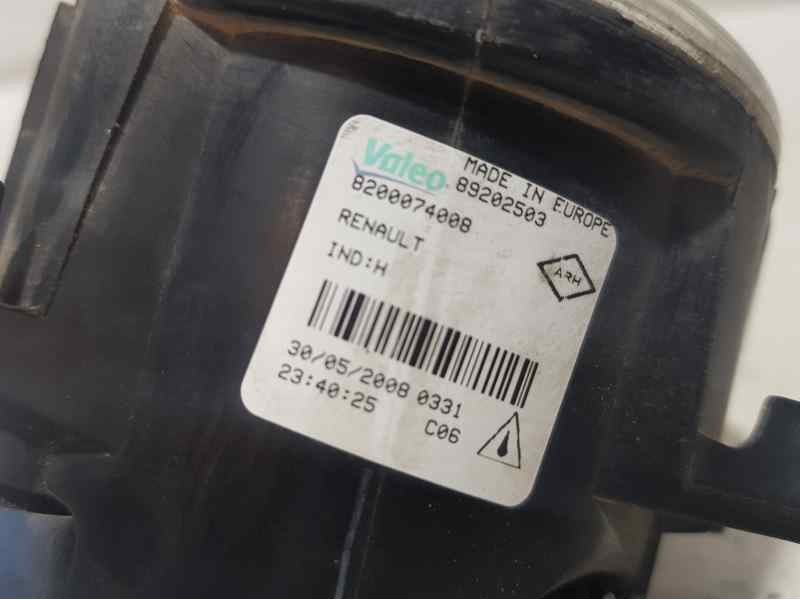 Valeo MADE IN EUROPE
89202503
8200074008
RENAULT
IND:H
ARH
30/05/2008 0331
23:40:25
C06